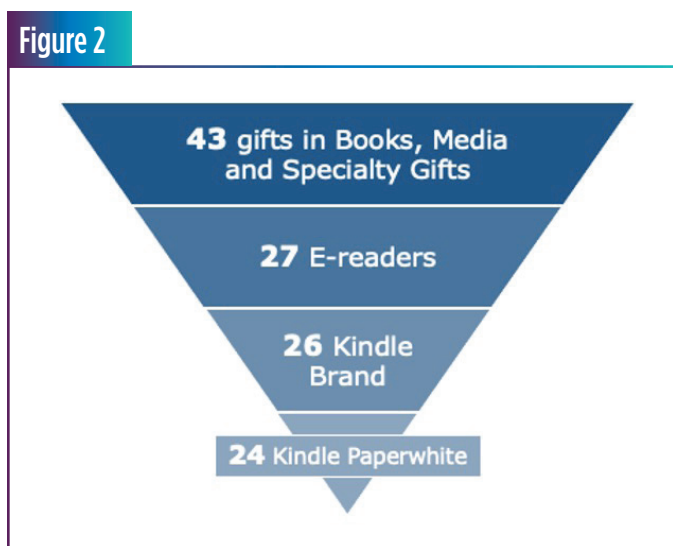 Figure 2
43 gifts in Books, Media
and Specialty Gifts
27 E-readers
26 Kindle
Brand
24 Kindle Paperwhite